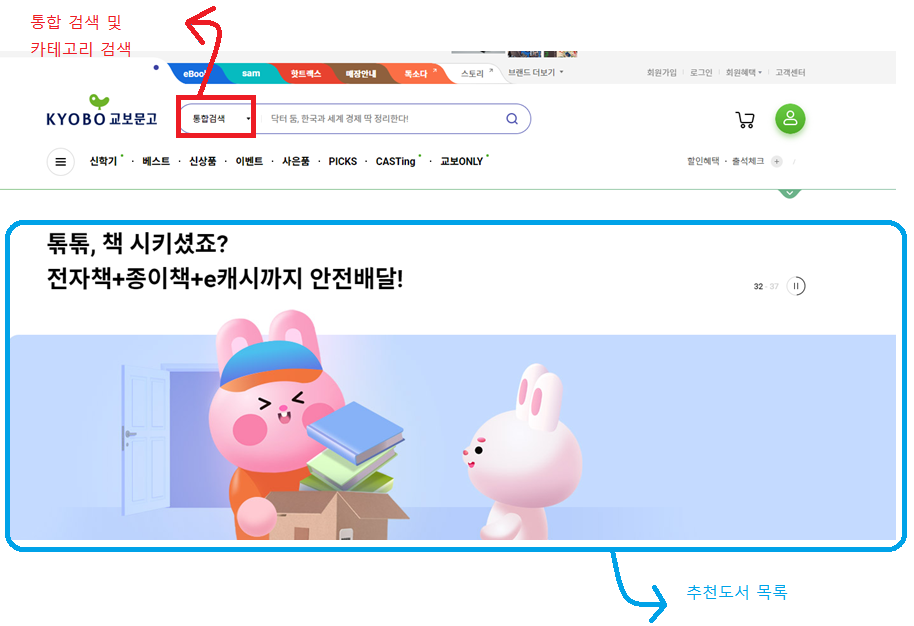 통합 검색 및
카테고리 검색
eBook sam 핫트랙스 매장안내 톡소다 스토리 브랜드 더보기 회원가입 로그인 회원혜택 고객센터
KYOBO 교보문고
통합검색 닥터 둠, 한국과 세계 경제 딱 정리한다!
신학기 · 베스트 · 신상품 · 이벤트 · 사은품 · PICKS · CASTing · 교보ONLY 할인혜택 · 출석체크
톾톾, 책 시키셨죠?
전자책+종이책+e캐시까지 안전배달!
32 · 37
추천도서 목록